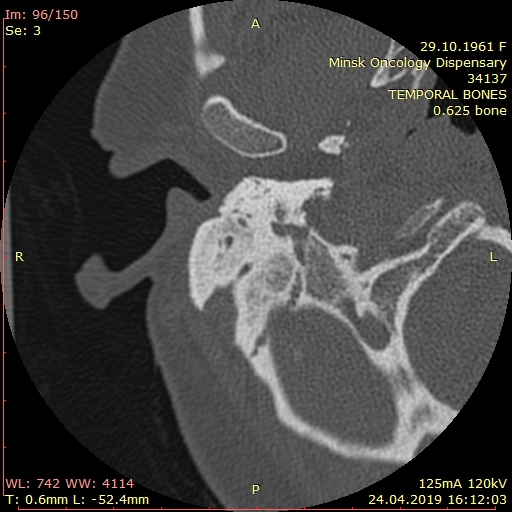 Im: 96/150
Se: 3
A
29.10.1961 F
Minsk Oncology Dispensary
34137
TEMPORAL BONES
0.625 bone
R
L
WL: 742 WW: 4114
T: 0.6mm L: -52.4mm
P
125mA 120kV
24.04.2019 16:12:03